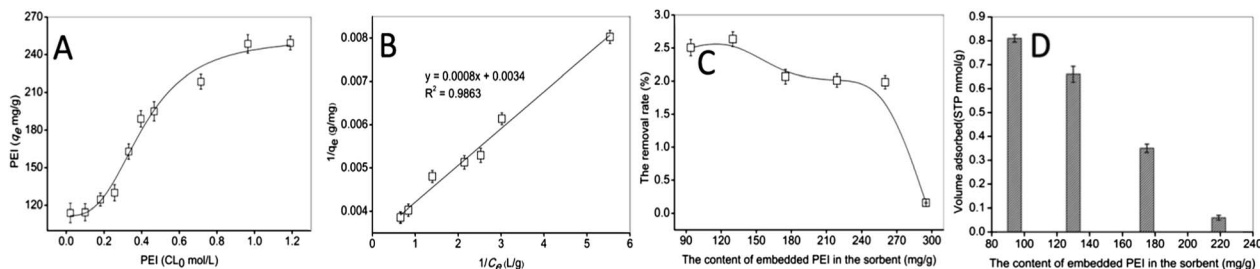 A
PEI (qe mg/g)
270
240
210
180
150
120
0.0 0.2 0.4 0.6 0.8 1.0 1.2
PEI (CL0 mol/L)
B
1/qe (g/mg)
0.008
0.007
0.006
0.005
0.004
y = 0.0008x + 0.0034
R² = 0.9863
0 1 2 3 4 5 6
1/Ce (L/g)
C
The removal rate (%)
3.0
2.5
2.0
1.5
1.0
0.5
0.0
90 120 150 180 210 240 270 300
The content of embedded PEI in the sorbent (mg/g)
D
Volume adsorbed(STP mmol/g)
0.9
0.8
0.7
0.6
0.5
0.4
0.3
0.2
0.1
0.0
80 100 120 140 160 180 200 220 240
The content of embedded PEI in the sorbent (mg/g)